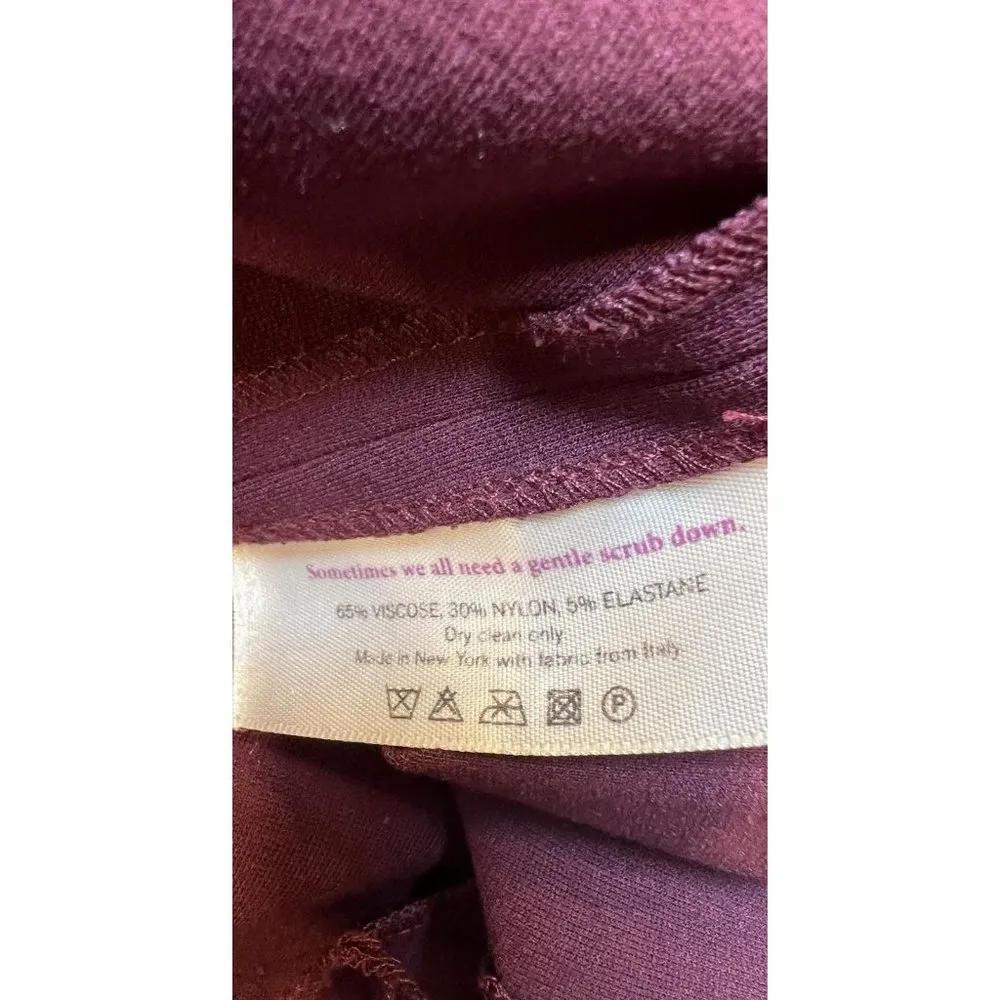 Sometimes we all need a gentle scrub down.
65% VISCOSE, 30% NYLON, 5% ELASTANE
Dry clean only
Made in New York with fabric from Italy
P